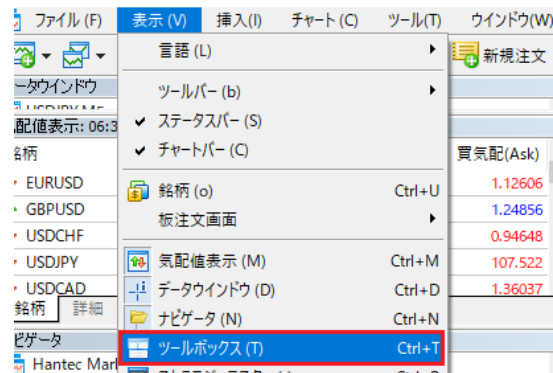 ファイル (F) 表示 (V) 挿入(I) チャート (C) ツール(T) ウインドウ(W
言語 (L) 新規注文
ータウインドウ
ツールバー (b)
配値表示: 06:3 ステータスバー (S)
銘柄 チャートバー (C) 買気配(Ask)
EURUSD 1.12606
銘柄 (o) Ctrl+U
GBPUSD 1.24856
板注文画面
USDCHF 0.94648
USDJPY 気配値表示 (M) Ctrl+M 107.522
USDCAD データウインドウ (D) Ctrl+D 1.36037
銘柄 詳細 ナビゲータ (N) Ctrl+N
ビゲータ
ツールボックス (T) Ctrl+T
Hantec Mar